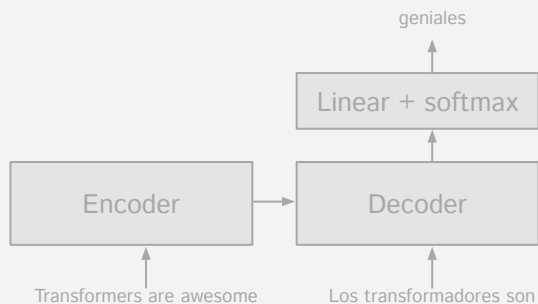 geniales
Linear + softmax
Encoder
Decoder
Transformers are awesome
Los transformadores son